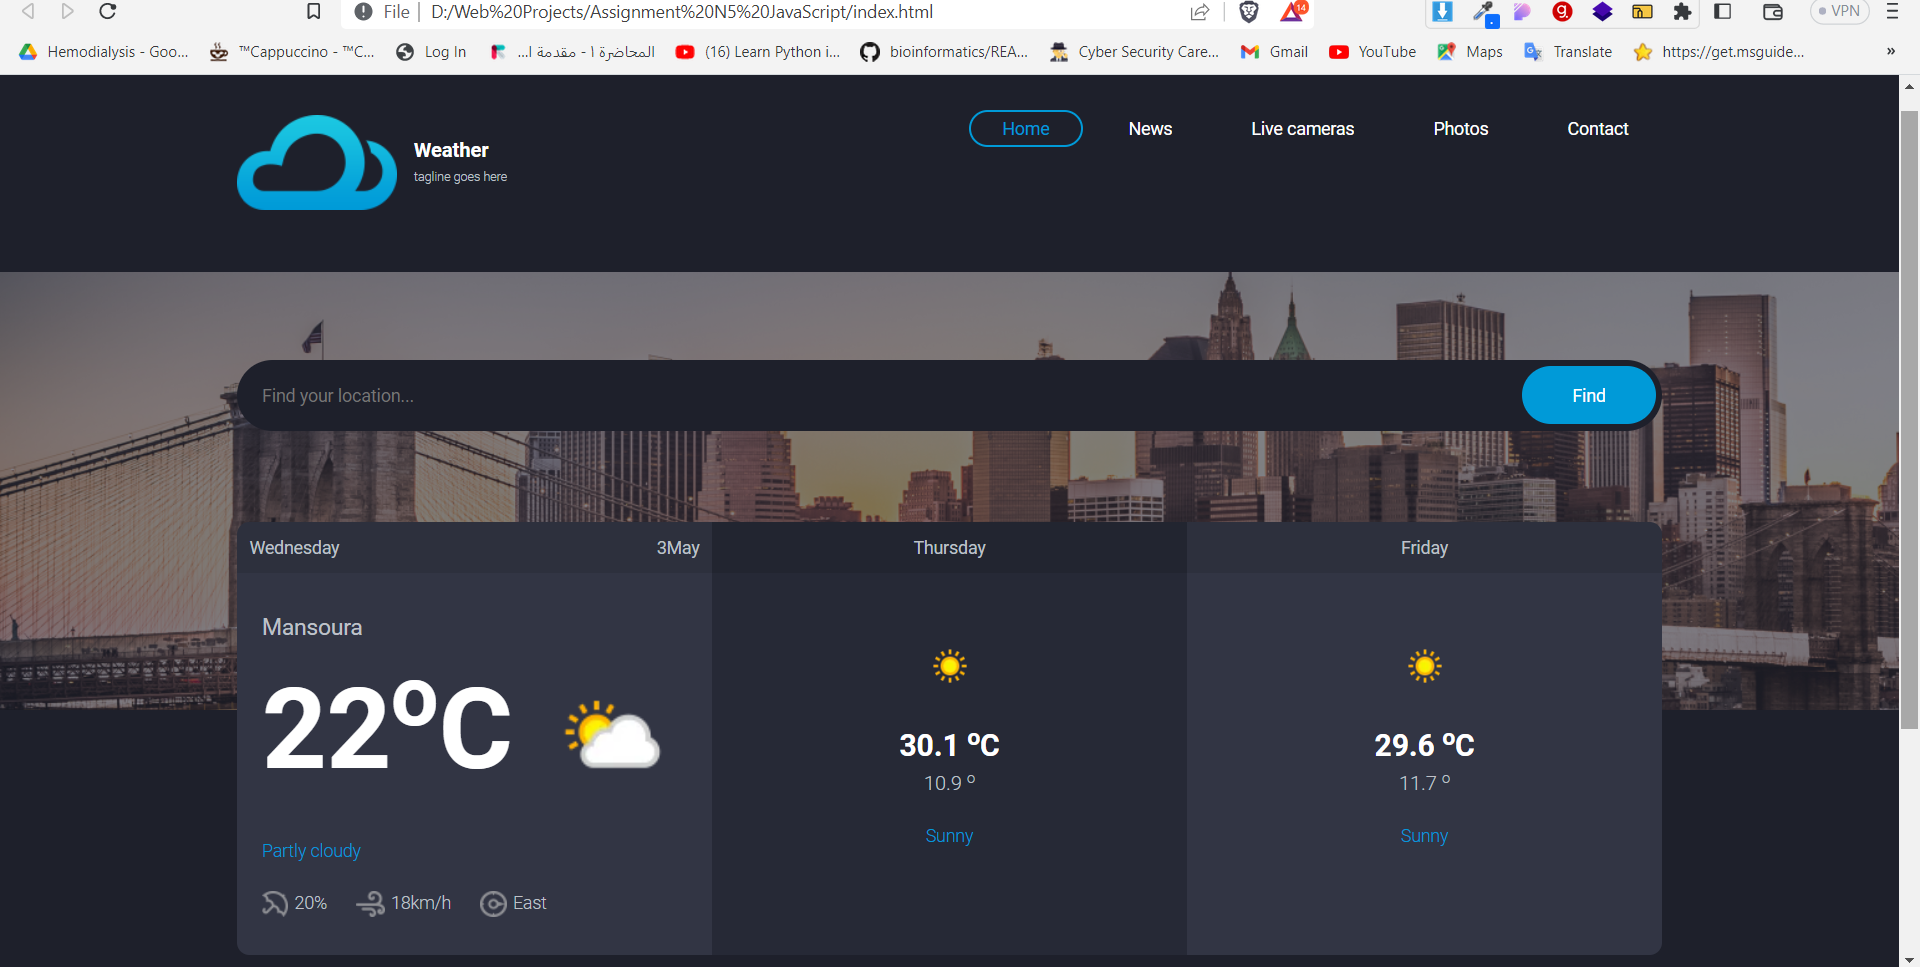 File | D:/Web%20Projects/Assignment%20N5%20JavaScript/index.html
14
VPN
Hemodialysis - Goo...
™Cappuccino - ™C...
Log In
المحاضرة ١ - مقدمة ا...
(16) Learn Python i...
bioinformatics/REA...
Cyber Security Care...
Gmail
YouTube
Maps
Translate
https://get.msguide...
»
Weather
tagline goes here
Home
News
Live cameras
Photos
Contact
Find your location...
Find
Wednesday 3May
Mansoura
22°C
Partly cloudy
20% 18km/h East
Thursday
30.1 °C
10.9 °
Sunny
Friday
29.6 °C
11.7 °
Sunny